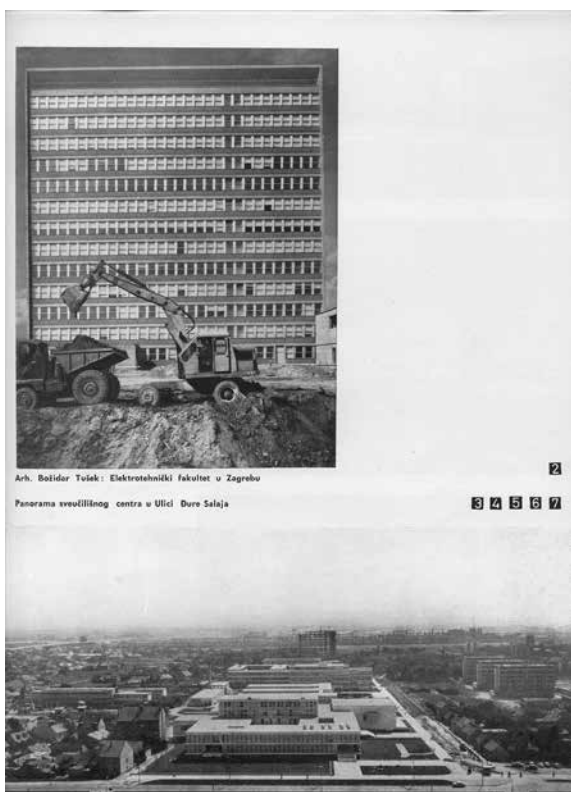 2
Arh. Božidar Tušek: Elektrotehnički fakultet u Zagrebu
Panorama sveučilišnog centra u Ulici Đure Salaja
3 4 5 6 7